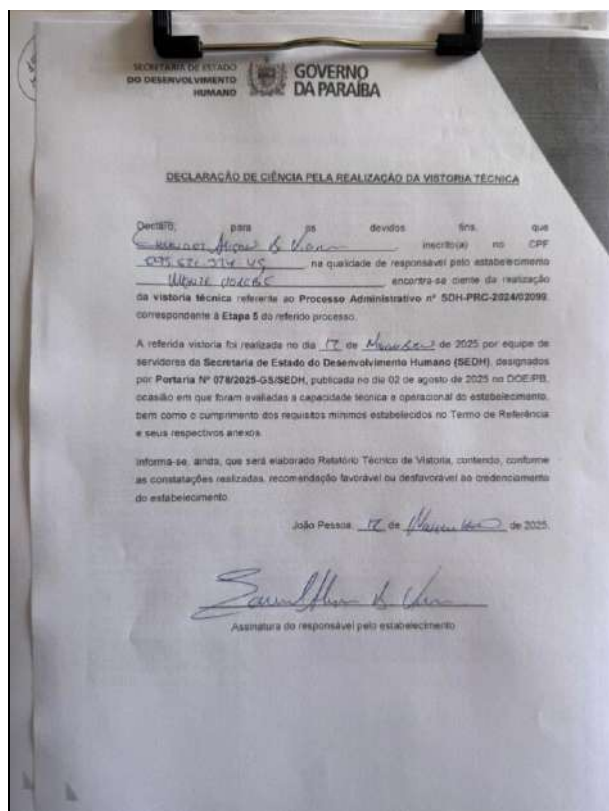 SECRETARIA DE ESTADO
DO DESENVOLVIMENTO
HUMANO
GOVERNO
DA PARAÍBA
DECLARAÇÃO DE CIÊNCIA PELA REALIZAÇÃO DA VISTORIA TÉCNICA
Declaro, para os devidos fins, que
inscrito(a) no CPF
na qualidade de responsável pelo estabelecimento
encontra-se ciente da realização
da vistoria técnica referente ao Processo Administrativo nº SDH-PRC-2024/02099,
correspondente à Etapa 5 do referido processo.
A referida vistoria foi realizada no dia 12 de de 2025 por equipe de
servidores da Secretaria de Estado do Desenvolvimento Humano (SEDH), designados
por Portaria Nº 078/2025-GS/SEDH, publicada no dia 02 de agosto de 2025 no DOE/PB,
ocasião em que foram avaliadas a capacidade técnica e operacional do estabelecimento,
bem como o cumprimento dos requisitos mínimos estabelecidos no Termo de Referência
e seus respectivos anexos.
Informa-se, ainda, que será elaborado Relatório Técnico de Vistoria, contendo, conforme
as constatações realizadas, recomendação favorável ou desfavorável ao credenciamento
do estabelecimento.
João Pessoa, 12 de de 2025.
Assinatura do responsável pelo estabelecimento